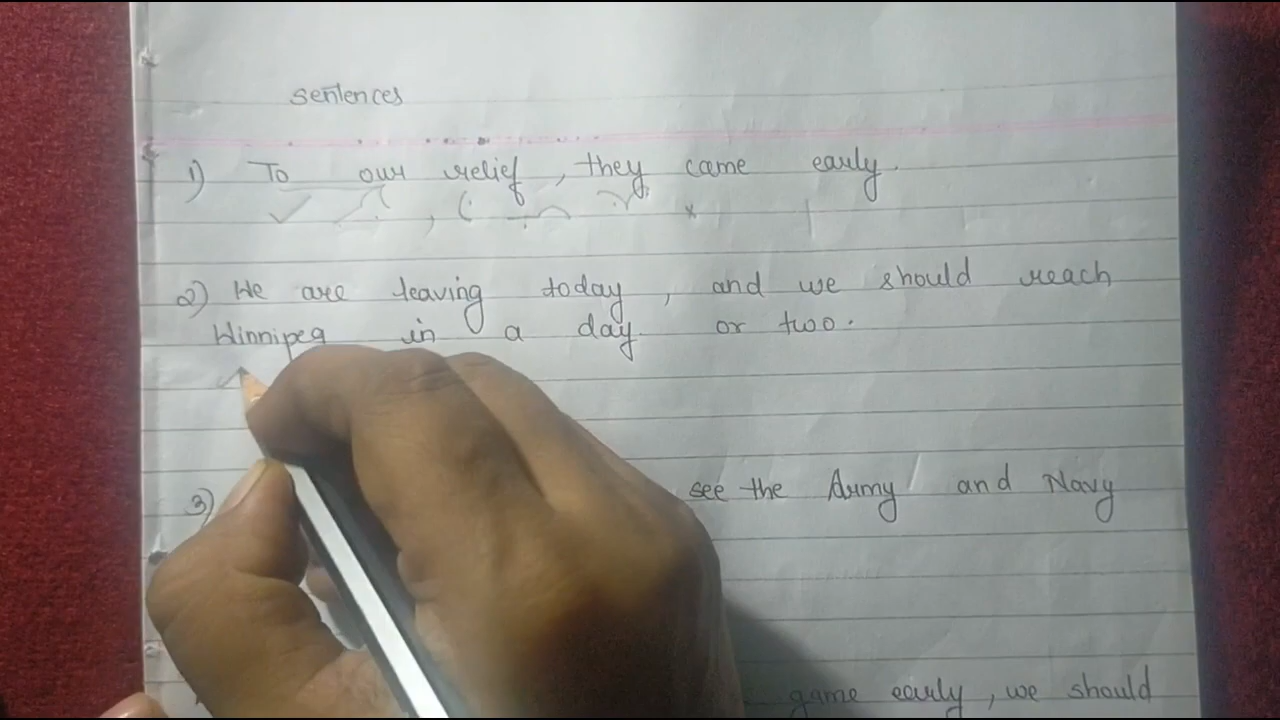 sentences
1) To our relief, they came early.
2) We are leaving today, and we should reach
Winnipeg in a day or two.
3) see the Army and Navy
game early, we should